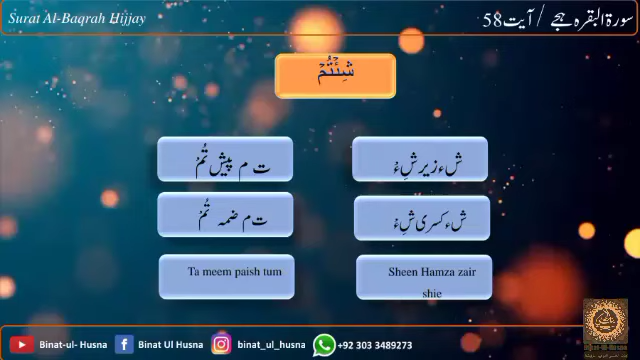 Surat Al-Baqrah Hijjay
سورۃ البقرہ ہجے / آیت 58
شِئْتُمْ
ش ء زیر شِءْ
ت م پیش تُمْ
ش ء کسری شِءْ
ت م ضمہ تُمْ
Sheen Hamza zair
shie
Ta meem paish tum
Binat-ul- Husna
Binat Ul Husna
binat_ul_husna
+92 303 3489273